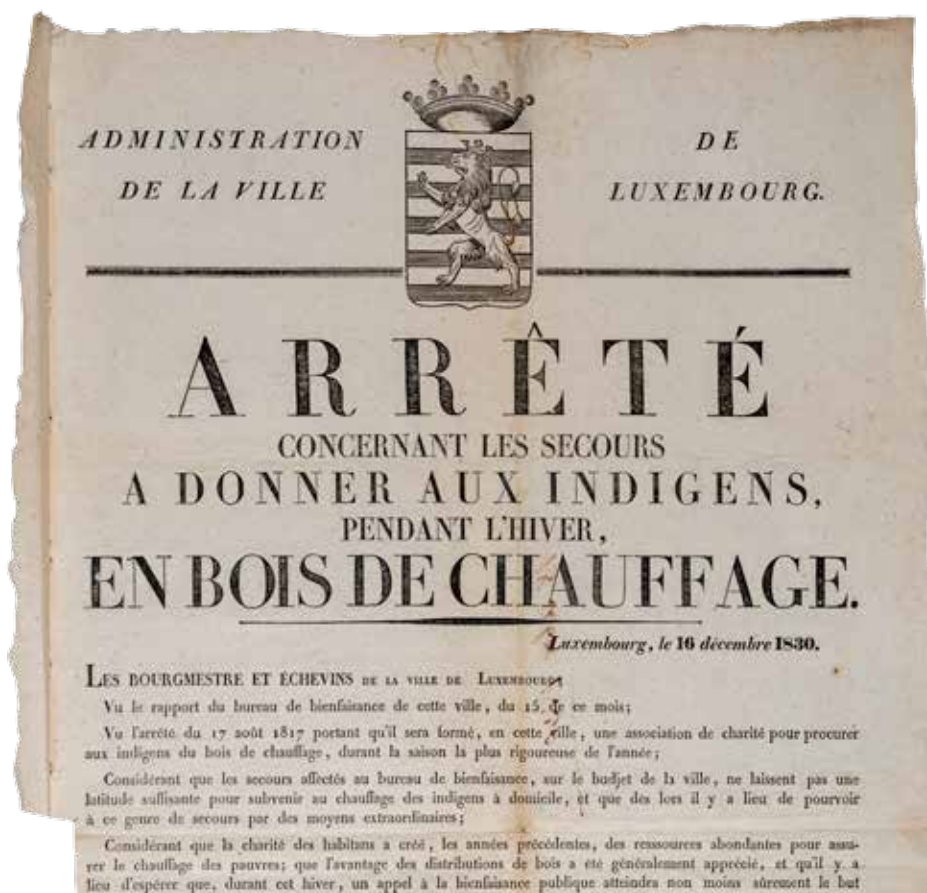 ADMINISTRATION
DE LA VILLE
DE
LUXEMBOURG.
ARRÊTÉ
CONCERNANT LES SECOURS
A DONNER AUX INDIGENS,
PENDANT L'HIVER,
EN BOIS DE CHAUFFAGE.
Luxembourg, le 16 décembre 1830.
LES BOURGMESTRE ET ÉCHEVINS DE LA VILLE DE LUXEMBOURG,
Vu le rapport du bureau de bienfaisance de cette ville, du 15 de ce mois;
Vu l'arrêté du 17 août 1817 portant qu'il sera formé, en cette ville, une association de charité pour procurer
aux indigens du bois de chauffage, durant la saison la plus rigoureuse de l'année;
Considérant que les secours affectés au bureau de bienfaisance, sur le budjet de la ville, ne laissent pas une
latitude suffisante pour subvenir au chauffage des indigens à domicile, et que dès lors il y a lieu de pourvoir
à ce genre de secours par des moyens extraordinaires;
Considérant que la charité des habitans a créé, les années précédentes, des ressources abondantes pour assu-
rer le chauffage des pauvres; que l'avantage des distributions de bois a été généralement apprécié, et qu'il y a
lieu d'espérer que, durant cet hiver, un appel à la bienfaisance publique atteindra non moins sûrement le but